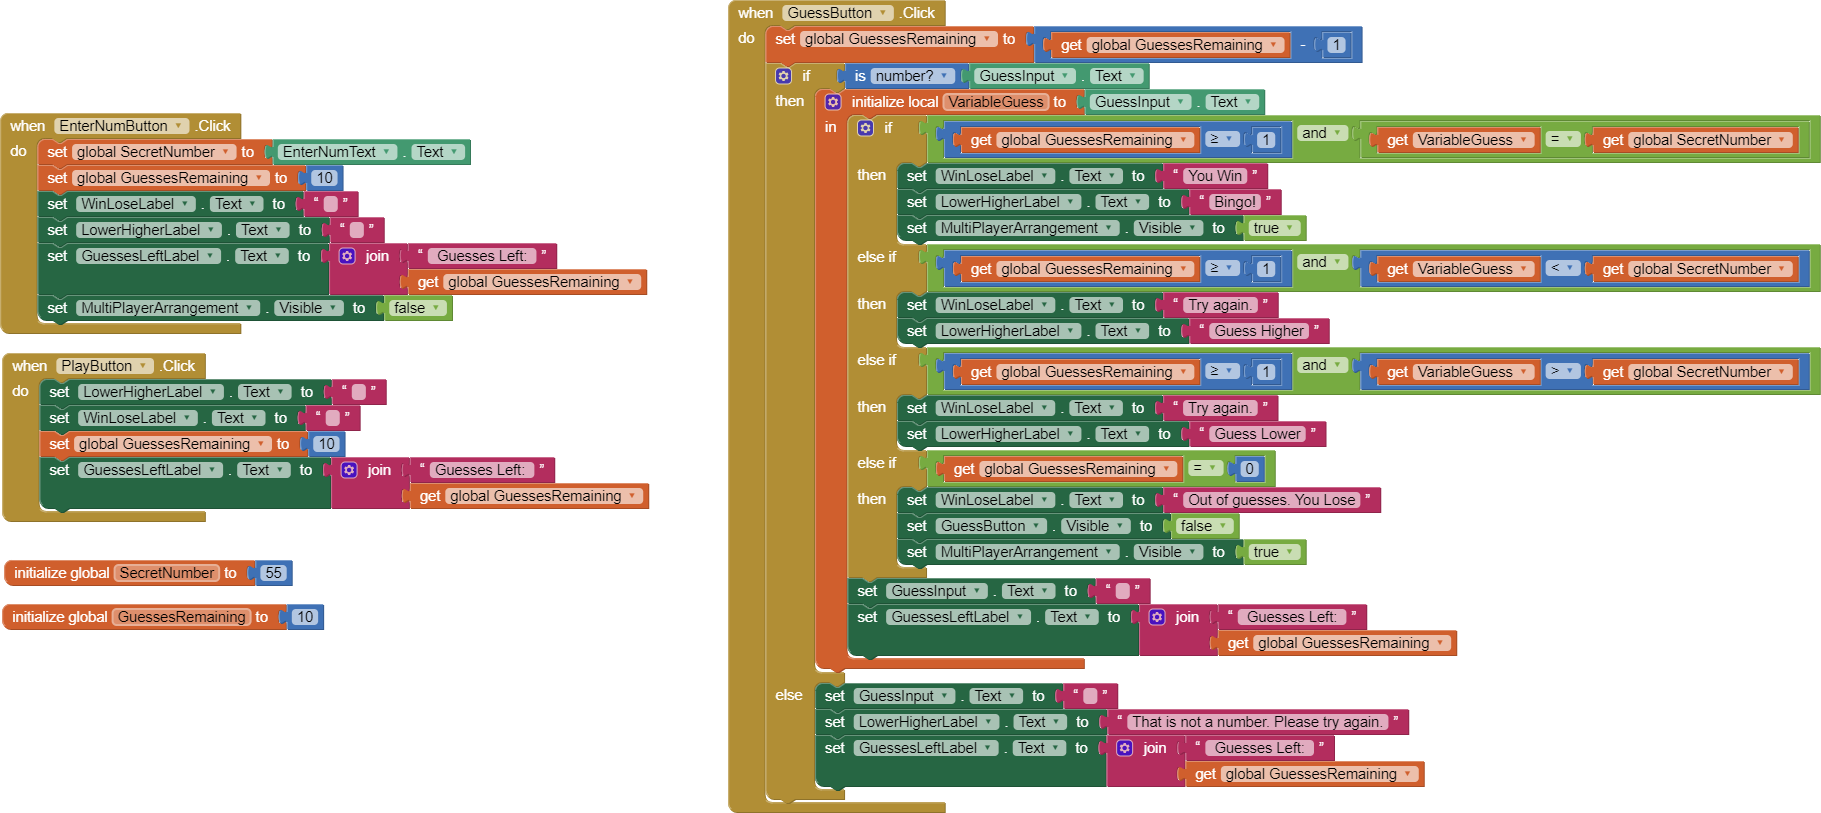 when EnterNumButton .Click
do set global SecretNumber to EnterNumText . Text
set global GuessesRemaining to 10
set WinLoseLabel . Text to “ ”
set LowerHigherLabel . Text to “ ”
set GuessesLeftLabel . Text to join “ Guesses Left: ”
get global GuessesRemaining
set MultiPlayerArrangement . Visible to false
when PlayButton .Click
do set LowerHigherLabel . Text to “ ”
set WinLoseLabel . Text to “ ”
set global GuessesRemaining to 10
set GuessesLeftLabel . Text to join “ Guesses Left: ”
get global GuessesRemaining
initialize global SecretNumber to 55
initialize global GuessesRemaining to 10
when GuessButton .Click
do set global GuessesRemaining to get global GuessesRemaining - 1
if is number? GuessInput . Text
then initialize local VariableGuess to GuessInput . Text
in if get global GuessesRemaining ≥ 1 and get VariableGuess = get global SecretNumber
then set WinLoseLabel . Text to “ You Win ”
set LowerHigherLabel . Text to “ Bingo! ”
set MultiPlayerArrangement . Visible to true
else if get global GuessesRemaining ≥ 1 and get VariableGuess < get global SecretNumber
then set WinLoseLabel . Text to “ Try again. ”
set LowerHigherLabel . Text to “ Guess Higher ”
else if get global GuessesRemaining ≥ 1 and get VariableGuess > get global SecretNumber
then set WinLoseLabel . Text to “ Try again. ”
set LowerHigherLabel . Text to “ Guess Lower ”
else if get global GuessesRemaining = 0
then set WinLoseLabel . Text to “ Out of guesses. You Lose ”
set GuessButton . Visible to false
set MultiPlayerArrangement . Visible to true
set GuessInput . Text to “ ”
set GuessesLeftLabel . Text to join “ Guesses Left: ”
get global GuessesRemaining
else set GuessInput . Text to “ ”
set LowerHigherLabel . Text to “ That is not a number. Please try again. ”
set GuessesLeftLabel . Text to join “ Guesses Left: ”
get global GuessesRemaining